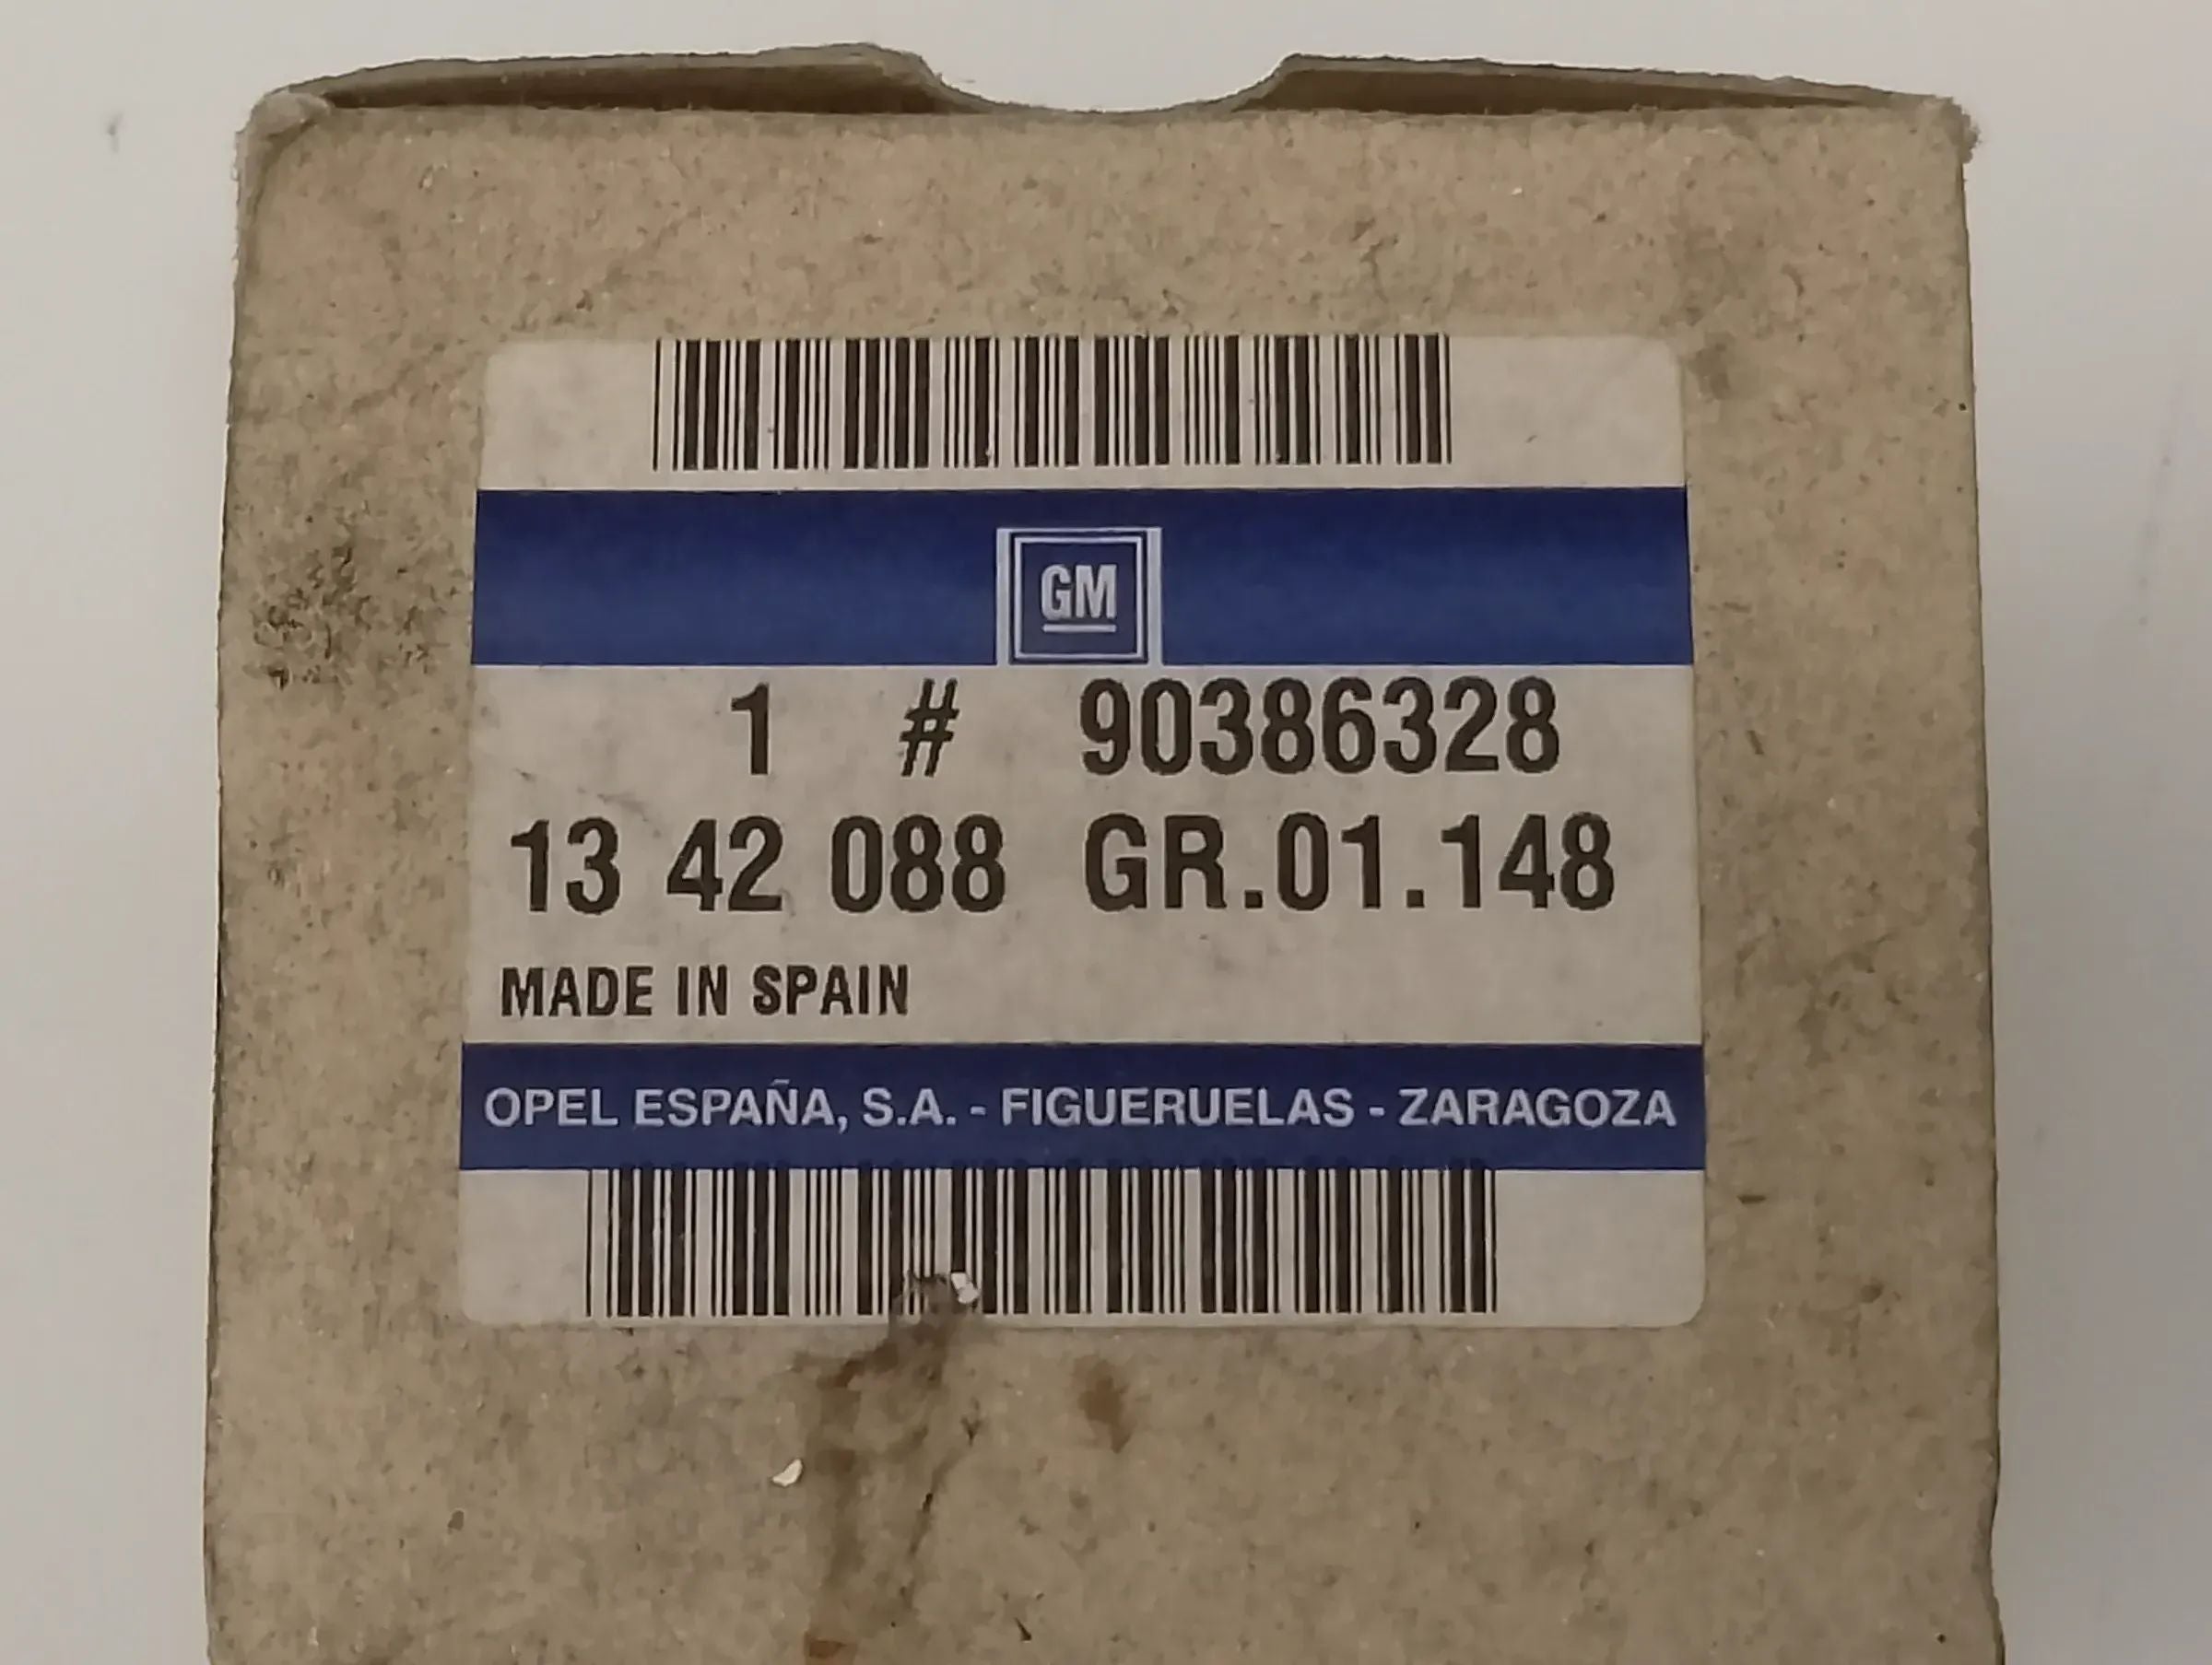 GM
1 # 90386328
13 42 088 GR.01.148
MADE IN SPAIN
OPEL ESPAÑA, S.A. - FIGUERUELAS - ZARAGOZA